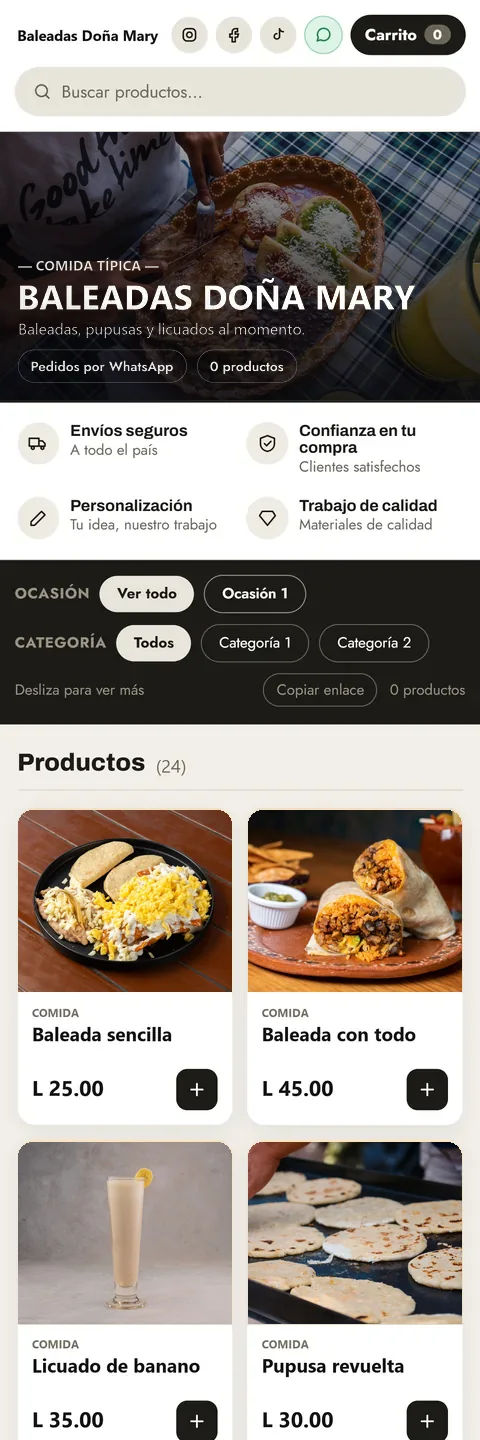 Baleadas Doña Mary
Carrito 0
Buscar productos...
Good
Take time
— COMIDA TÍPICA —
BALEADAS DOÑA MARY
Baleadas, pupusas y licuados al momento.
Pedidos por WhatsApp
0 productos
Envíos seguros
A todo el país
Confianza en tu
compra
Clientes satisfechos
Personalización
Tu idea, nuestro trabajo
Trabajo de calidad
Materiales de calidad
OCASIÓN
Ver todo
Ocasión 1
CATEGORÍA
Todos
Categoría 1
Categoría 2
Desliza para ver más
Copiar enlace
0 productos
Productos (24)
COMIDA
Baleada sencilla
L 25.00
COMIDA
Baleada con todo
L 45.00
COMIDA
Licuado de banano
L 35.00
COMIDA
Pupusa revuelta
L 30.00